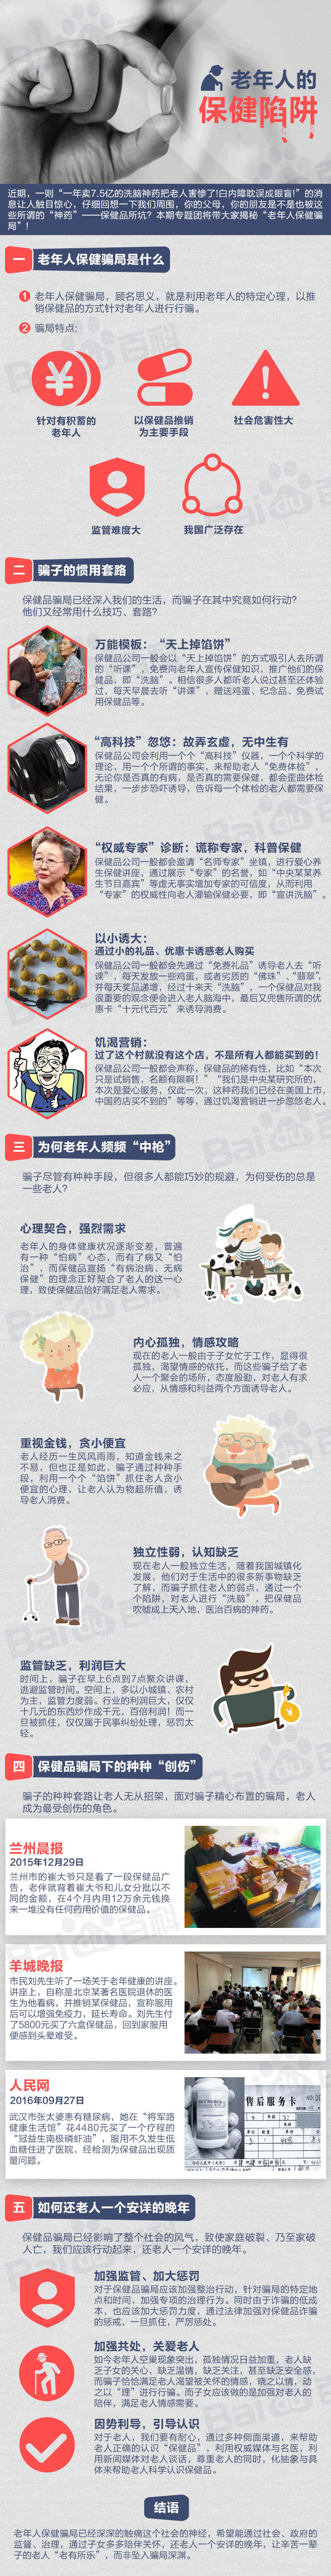 老年人的
保健陷阱
近期，一则“一年卖7.5亿的洗脑神药把老人害惨了!白内障耽误成眼盲!”的消
息让人触目惊心，仔细回想一下我们周围，你的父母，你的朋友是不是也被这
些所谓的“神药”——保健品所坑？本期专题团将带大家揭秘“老年人保健骗
局”！
一 老年人保健骗局是什么
1 老年人保健骗局，顾名思义，就是利用老年人的特定心理，以推
销保健品的方式针对老年人进行行骗。
2 骗局特点:
针对有积蓄的
老年人
以保健品推销
为主要手段
社会危害性大
监管难度大
我国广泛存在
二 骗子的惯用套路
保健品骗局已经深入我们的生活，而骗子在其中究竟如何行动?
他们又经常用什么技巧、套路？
万能模板：“天上掉馅饼”
保健品公司一般会以“天上掉馅饼”的方式吸引人去所谓
的“听课”，免费向老年人宣传保健知识，推广他们的保
健品，即“洗脑”。相信很多人都听老人说过甚至还体验
过，每天早晨去听“讲课”，赠送鸡蛋、纪念品、免费试
用保健品等。
“高科技”忽悠：故弄玄虚，无中生有
保健品公司会利用一个个“高科技”仪器，一个个科学的
理论，用一个个所谓的事实，来帮助老人“免费体检”，
无论你是否真的有病，是否真的需要保健，都会歪曲体检
结果，一步步恐吓诱导，告诉每一个体检的老人都需要保
健。
“权威专家”诊断：谎称专家，科普保健
保健品公司一般都会邀请“名师专家”坐镇，进行爱心养
生保健讲座，通过展示“专家”的名誉，如“中央某某养
生节目嘉宾”等虚无事实增加专家的可信度，从而利用
“专家”的权威性向老人灌输保健必要，即“宣讲洗脑”。
以小诱大：
通过小的礼品、优惠卡诱惑老人购买
保健品公司一般都会先通过“免费礼品”诱导老人去“听
课”，每天发放一些鸡蛋，或者劣质的“佛珠”、“翡翠”，
并每天奖品递增，经过十来天“洗脑”，一个保健品对我
很重要的观念便会进入老人脑海中，最后又兜售所谓的优
惠卡“十元代百元”来诱导消费。
饥渴营销：
过了这个村就没有这个店，不是所有人都能买到的！
保健品公司一般都会声称，保健品的稀有性，比如“本次
只是试销售，名额有限啊！”“我们是中央某研究所的，
本次是爱心服务，仅此一次，这种药我们已经在美国上市，
中国药店买不到的”等等，通过饥渴营销进一步忽悠老人。
三 为何老年人频频“中枪”
骗子尽管有种种手段，但很多人都能巧妙的规避，为何受伤的总是
一些老人？
心理契合，强烈需求
老年人的身体健康状况逐渐变差，普遍
有一种“怕病”心态，而有了病又“怕
治”，而保健品宣扬“有病治病、无病
保健”的理念正好契合了老人的这一心
理，致使保健品恰好满足老人需求。
内心孤独，情感攻略
现在的老人一般由于子女忙于工作，显得很
孤独，渴望情感的依托，而这些骗子给了老
人一个聚会的场所，态度殷勤，对老人有求
必应，从情感和利益两个方面诱导老人。
重视金钱，贪小便宜
老人经历一生风风雨雨，知道金钱来之
不易，但也正是如此，骗子通过种种手
段，利用一个个“馅饼”抓住老人贪小
便宜的心理，让老人认为物超所值，诱
导老人消费。
独立性弱，认知缺乏
现在老人一般独立生活，随着我国城镇化
发展，他们对于生活中的很多新事物缺乏
了解，而骗子抓住老人的弱点，通过一个
个陷阱，对老人进行“洗脑”，把保健品
吹嘘成上天入地，医治百病的神药。
监管缺乏，利润巨大
时间上，骗子在早上6点到7点聚众讲课，
逃避监管时间。空间上，多以小城镇、农村
为主，监管力度弱。行业的利润巨大，仅仅
十几元的东西炒作成千元，百倍利润！而一
旦被抓住，仅仅属于民事纠纷处理，惩罚太
轻。
四 保健品骗局下的种种“创伤”
骗子的种种套路让老人无从招架，面对骗子精心布置的骗局，老人
成为最受创伤的角色。
兰州晨报
2015年12月29日
兰州市的崔大爷只是看了一段保健品广
告，老伴就背着崔大爷和儿女分批以不
同的金额，在4个月内用12万余元钱换
来一堆没有任何药用价值的保健品。
羊城晚报
市民刘先生听了一场关于老年健康的讲座。
讲座上，自称是北京某著名医院退休的医
生为他看病，并推销某保健品，宣称服用
后可以增强免疫力，延长寿命。刘先生付
了5800元买了六盒保健品，回到家服用
便感到头晕难受。
人民网
2016年09月27日
武汉市张太婆患有糖尿病，她在“将军路
健康生活馆”花4480元买了一个疗程的
“冠益生南极磷虾油”，服用不久发生低
血糖住进了医院，经检测为保健品出现质
量问题。
售后服务卡
五 如何还老人一个安详的晚年
保健品骗局已经影响了整个社会的风气，致使家庭破裂、乃至家破
人亡，我们应该行动起来，还老人一个安详的晚年。
加强监管、加大惩罚
对于保健品骗局应该加强整治行动，针对骗局的特定地
点和时间，加强专项的治理行为。同时由于诈骗的低成
本，也应该加大惩罚力度，通过法律加强对保健品诈骗
的惩戒，一旦抓住，严厉惩处。
加强共处，关爱老人
如今老年人空巢现象突出，孤独情况日益加重，老人缺
乏子女的关心，缺乏温情，缺乏关注，甚至缺乏安全感，
而骗子恰恰满足老人渴望被关怀的情感，晓之以情，动
之以“理”进行行骗。而子女应该做的是加强对老人的
陪伴，满足老人情感需要。
因势利导，引导认识
对于老人，我们要有耐心，通过多种侧面渠道，来帮助
老人正确的认识“保健品”，利用权威媒体与名医，利
用新闻媒体对老人谈话，尊重老人的同时，化抽象与具
体来帮助老人科学认识保健品。
结语
老年人保健骗局已经深深的触痛这个社会的神经，希望能通过社会、政府的
监督、治理，通过子女多多陪伴关怀，还老人一个安详的晚年，让辛苦一辈
子的老人“老有所乐”，而非坠入骗局深渊。